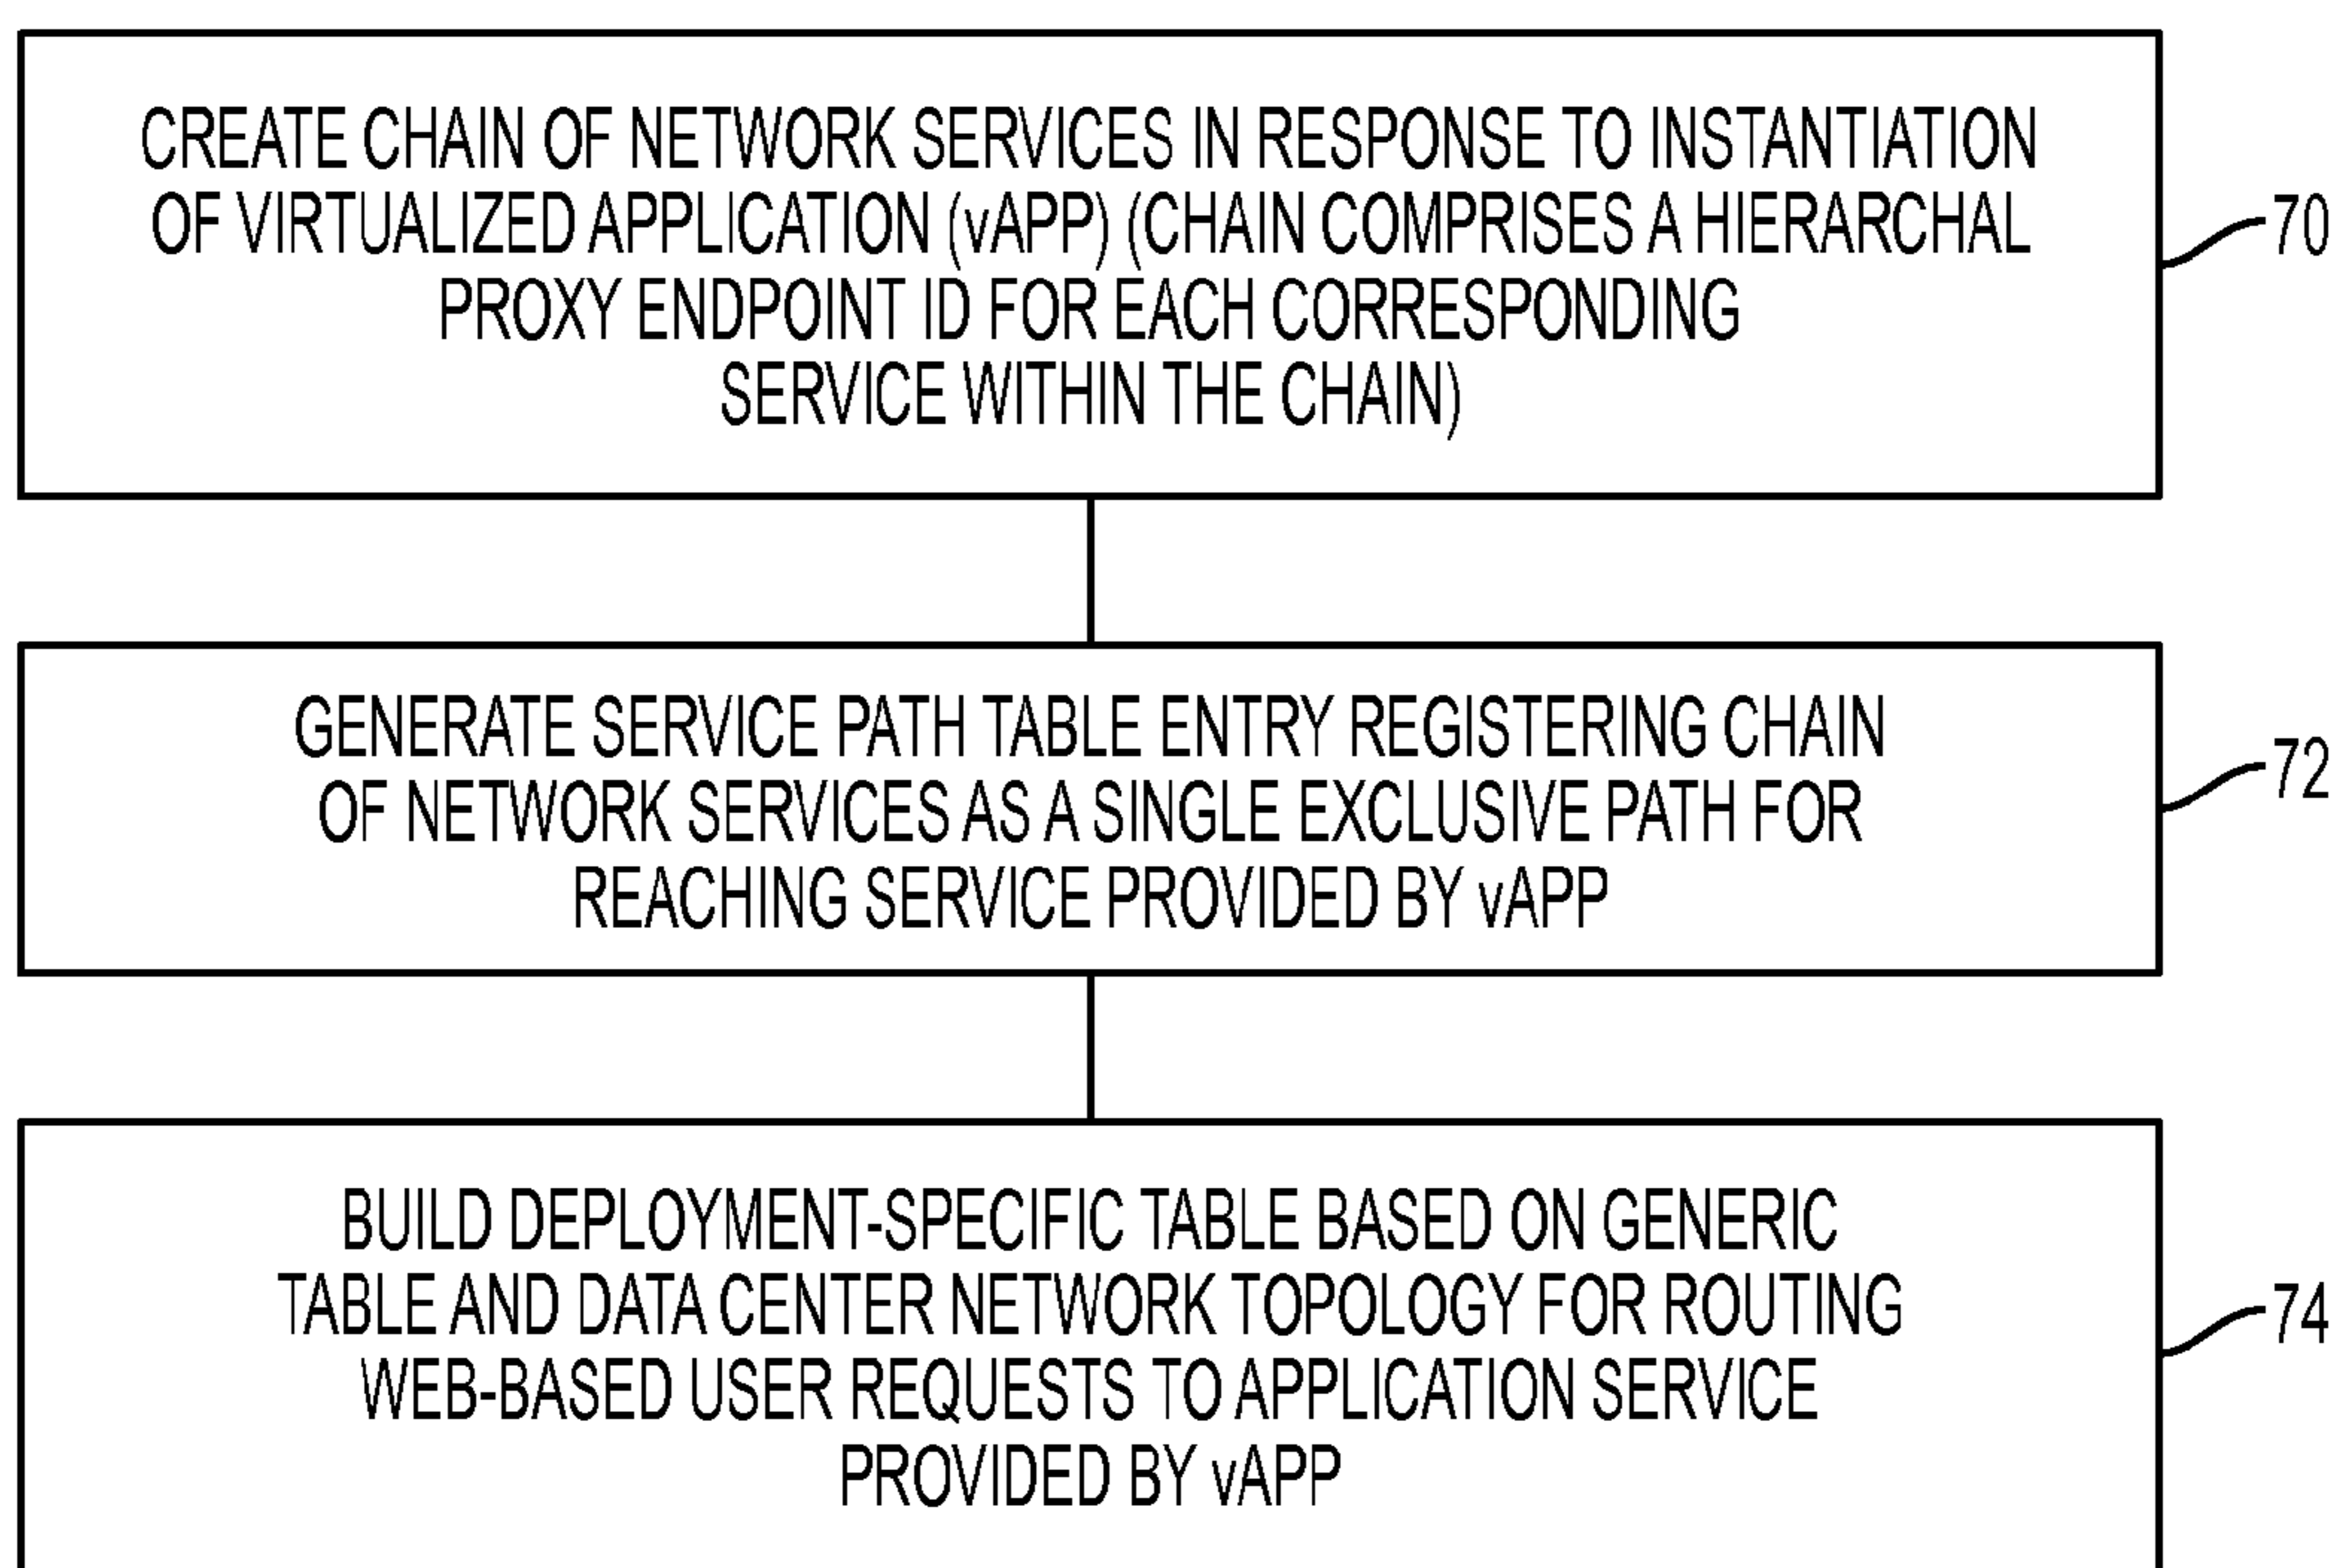 CREATE CHAIN OF NETWORK SERVICES IN RESPONSE TO INSTANTIATION
OF VIRTUALIZED APPLICATION (vAPP) (CHAIN COMPRISES A HIERARCHAL
PROXY ENDPOINT ID FOR EACH CORRESPONDING
SERVICE WITHIN THE CHAIN)
70
GENERATE SERVICE PATH TABLE ENTRY REGISTERING CHAIN
OF NETWORK SERVICES AS A SINGLE EXCLUSIVE PATH FOR
REACHING SERVICE PROVIDED BY vAPP
72
BUILD DEPLOYMENT-SPECIFIC TABLE BASED ON GENERIC
TABLE AND DATA CENTER NETWORK TOPOLOGY FOR ROUTING
WEB-BASED USER REQUESTS TO APPLICATION SERVICE
PROVIDED BY vAPP
74